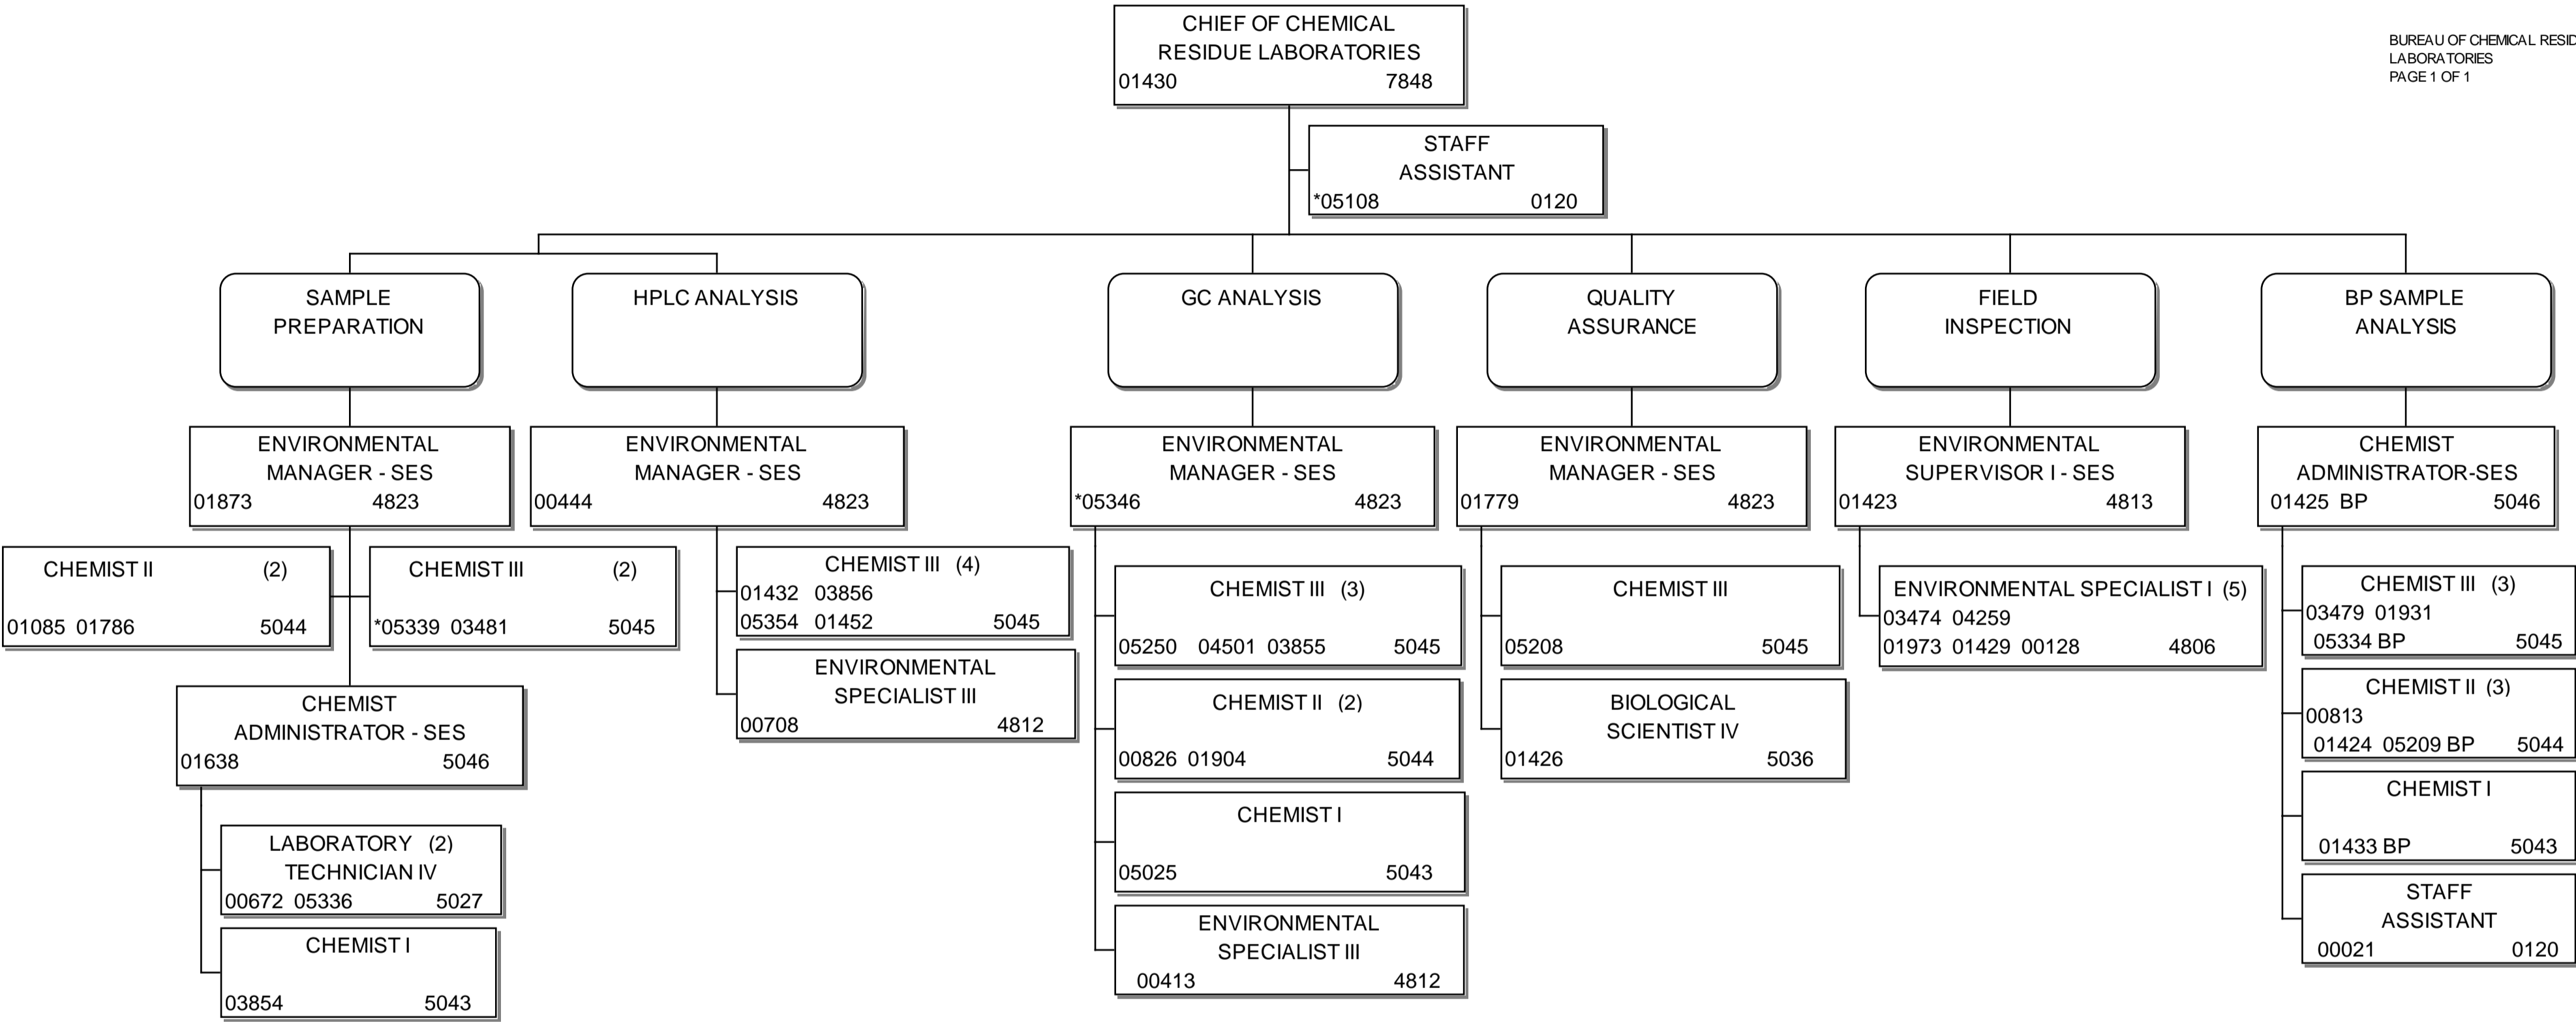 CHIEF OF CHEMICAL
RESIDUE LABORATORIES
01430 7848
BUREAU OF CHEMICAL RESID
LABORATORIES
PAGE 1 OF 1
STAFF
ASSISTANT
*05108 0120
SAMPLE
PREPARATION
HPLC ANALYSIS
GC ANALYSIS
QUALITY
ASSURANCE
FIELD
INSPECTION
BP SAMPLE
ANALYSIS
ENVIRONMENTAL
MANAGER - SES
01873 4823
ENVIRONMENTAL
MANAGER - SES
00444 4823
ENVIRONMENTAL
MANAGER - SES
*05346 4823
ENVIRONMENTAL
MANAGER - SES
01779 4823
ENVIRONMENTAL
SUPERVISOR I - SES
01423 4813
CHEMIST
ADMINISTRATOR-SES
01425 BP 5046
CHEMIST II (2)
01085 01786 5044
CHEMIST III (2)
*05339 03481 5045
CHEMIST ADMINISTRATOR - SES
01638 5046
LABORATORY (2)
TECHNICIAN IV
00672 05336 5027
CHEMIST I
03854 5043
CHEMIST III (4)
01432 03856
05354 01452 5045
ENVIRONMENTAL
SPECIALIST III
00708 4812
CHEMIST III (3)
05250 04501 03855 5045
CHEMIST II (2)
00826 01904 5044
CHEMIST I
05025 5043
ENVIRONMENTAL
SPECIALIST III
00413 4812
CHEMIST III
05208 5045
BIOLOGICAL
SCIENTIST IV
01426 5036
ENVIRONMENTAL SPECIALIST I (5)
03474 04259
01973 01429 00128 4806
CHEMIST III (3)
03479 01931
05334 BP 5045
CHEMIST II (3)
00813
01424 05209 BP 5044
CHEMIST I
01433 BP 5043
STAFF
ASSISTANT
00021 0120